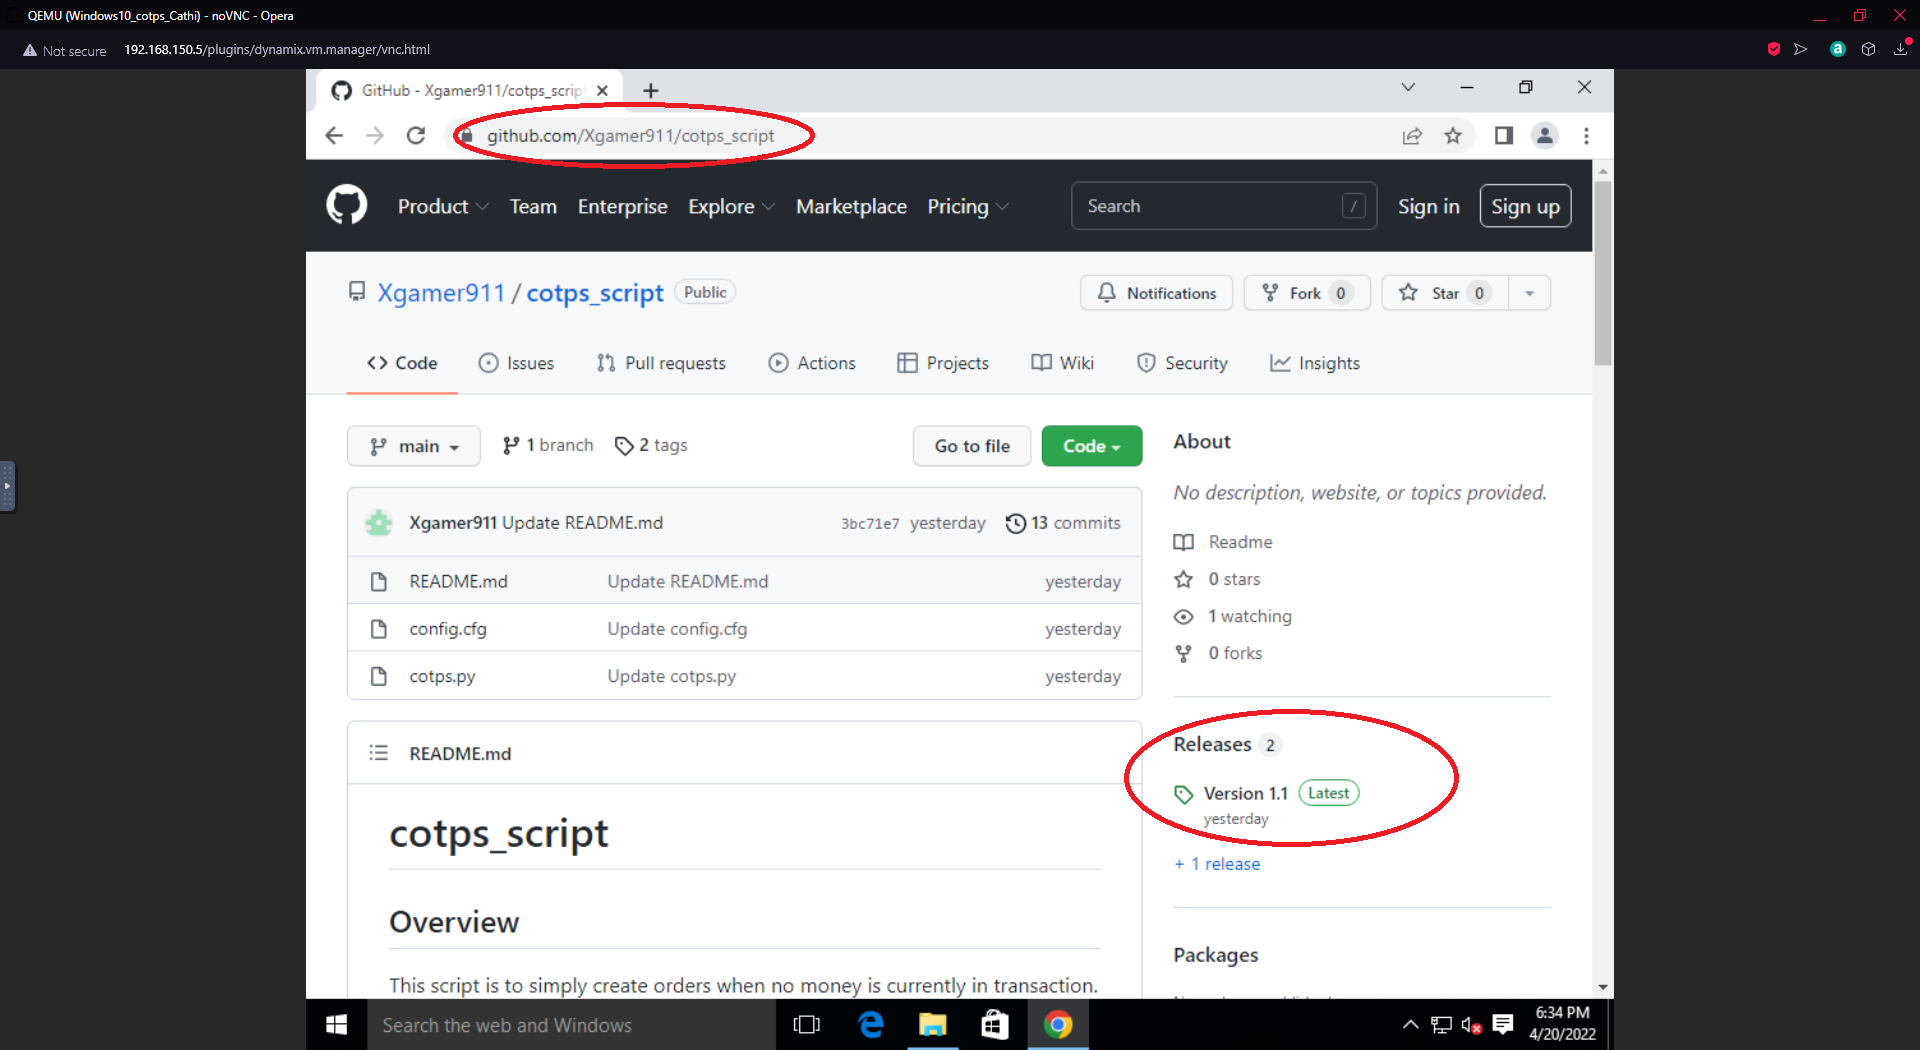 QEMU (Windows10_cotps_Cathi) - noVNC - Opera
Not secure 192.168.150.5/plugins/dynamix.vm.manager/vnc.html
GitHub - Xgamer911/cotps_scrip
github.com/Xgamer911/cotps_script
Product Team Enterprise Explore Marketplace Pricing Search / Sign in Sign up
Xgamer911 / cotps_script Public Notifications Fork 0 Star 0
Code Issues Pull requests Actions Projects Wiki Security Insights
main 1 branch 2 tags Go to file Code
Xgamer911 Update README.md 3bc71e7 yesterday 13 commits
README.md Update README.md yesterday
config.cfg Update config.cfg yesterday
cotps.py Update cotps.py yesterday
README.md
cotps_script
Overview
This script is to simply create orders when no money is currently in transaction.
About
No description, website, or topics provided.
Readme
0 stars
1 watching
0 forks
Releases 2
Version 1.1 Latest
yesterday
+ 1 release
Packages
Search the web and Windows
6:34 PM
4/20/2022